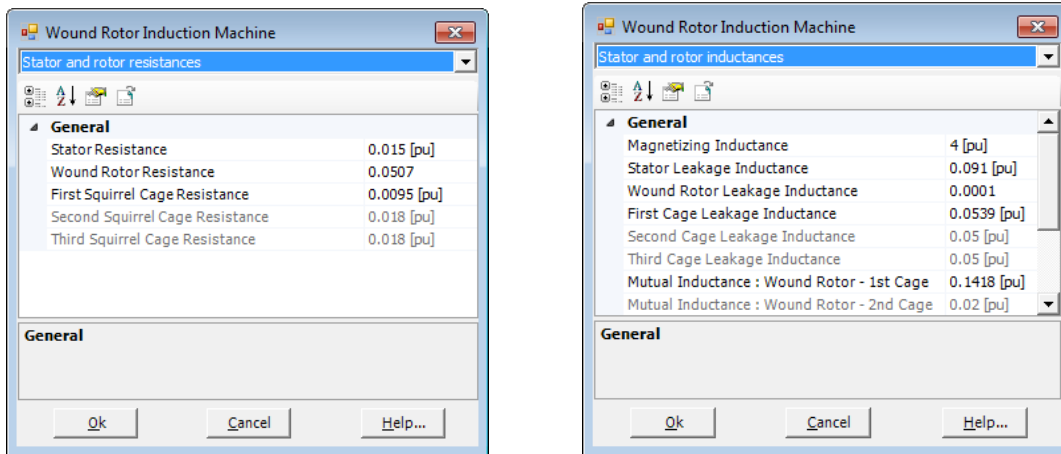 Wound Rotor Induction Machine
Stator and rotor resistances
General
Stator Resistance 0.015 [pu]
Wound Rotor Resistance 0.0507
First Squirrel Cage Resistance 0.0095 [pu]
Second Squirrel Cage Resistance 0.018 [pu]
Third Squirrel Cage Resistance 0.018 [pu]
General
Ok Cancel Help...
Wound Rotor Induction Machine
Stator and rotor inductances
General
Magnetizing Inductance 4 [pu]
Stator Leakage Inductance 0.091 [pu]
Wound Rotor Leakage Inductance 0.0001
First Cage Leakage Inductance 0.0539 [pu]
Second Cage Leakage Inductance 0.05 [pu]
Third Cage Leakage Inductance 0.05 [pu]
Mutual Inductance : Wound Rotor - 1st Cage 0.1418 [pu]
Mutual Inductance : Wound Rotor - 2nd Cage 0.02 [pu]
General
Ok Cancel Help...